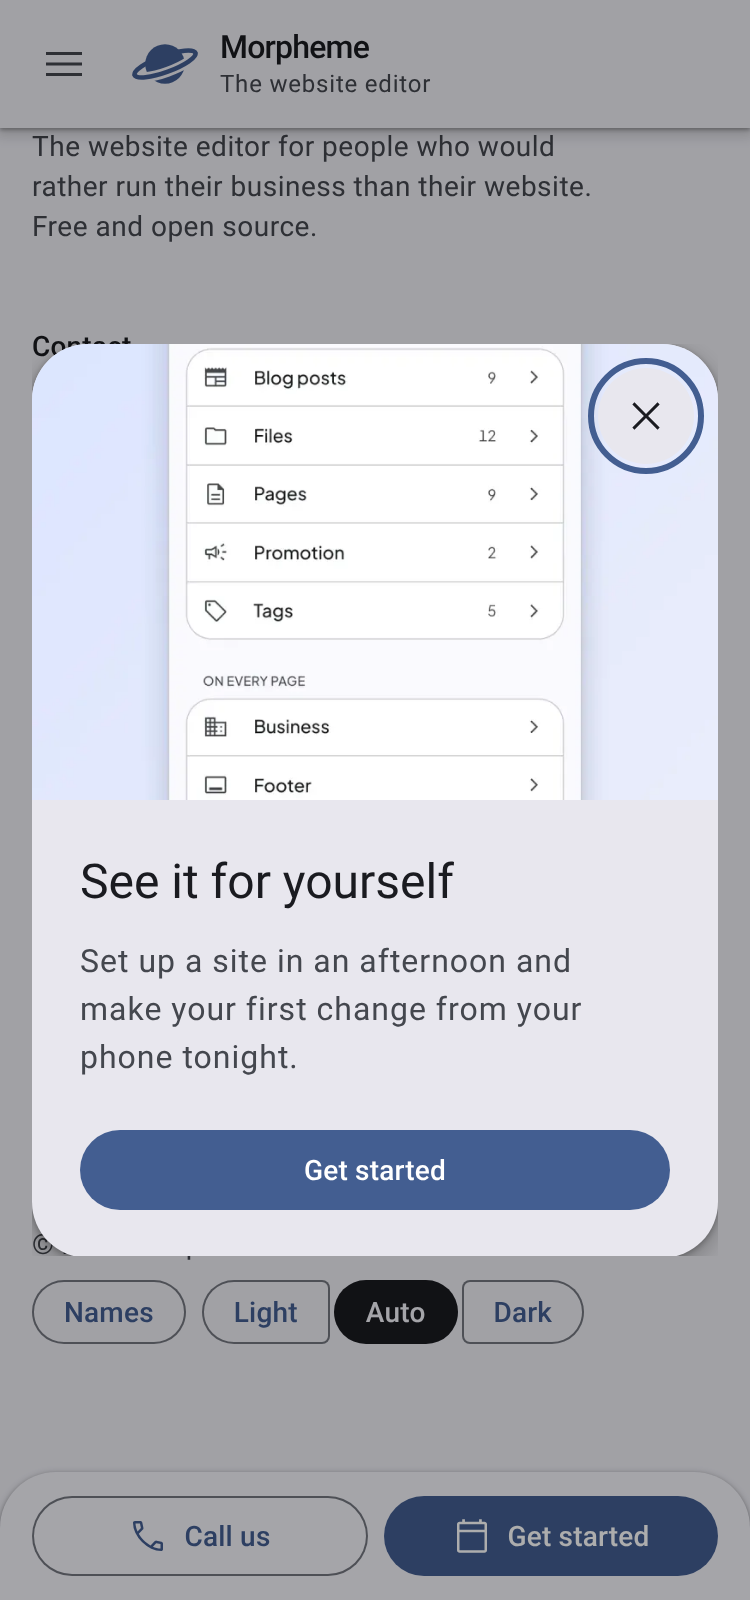 Morpheme
The website editor
The website editor for people who would
rather run their business than their website.
Free and open source.
Contact
Blog posts 9
Files 12
Pages 9
Promotion 2
Tags 5
ON EVERY PAGE
Business
Footer
See it for yourself
Set up a site in an afternoon and
make your first change from your
phone tonight.
Get started
©
Names Light Auto Dark
Call us Get started